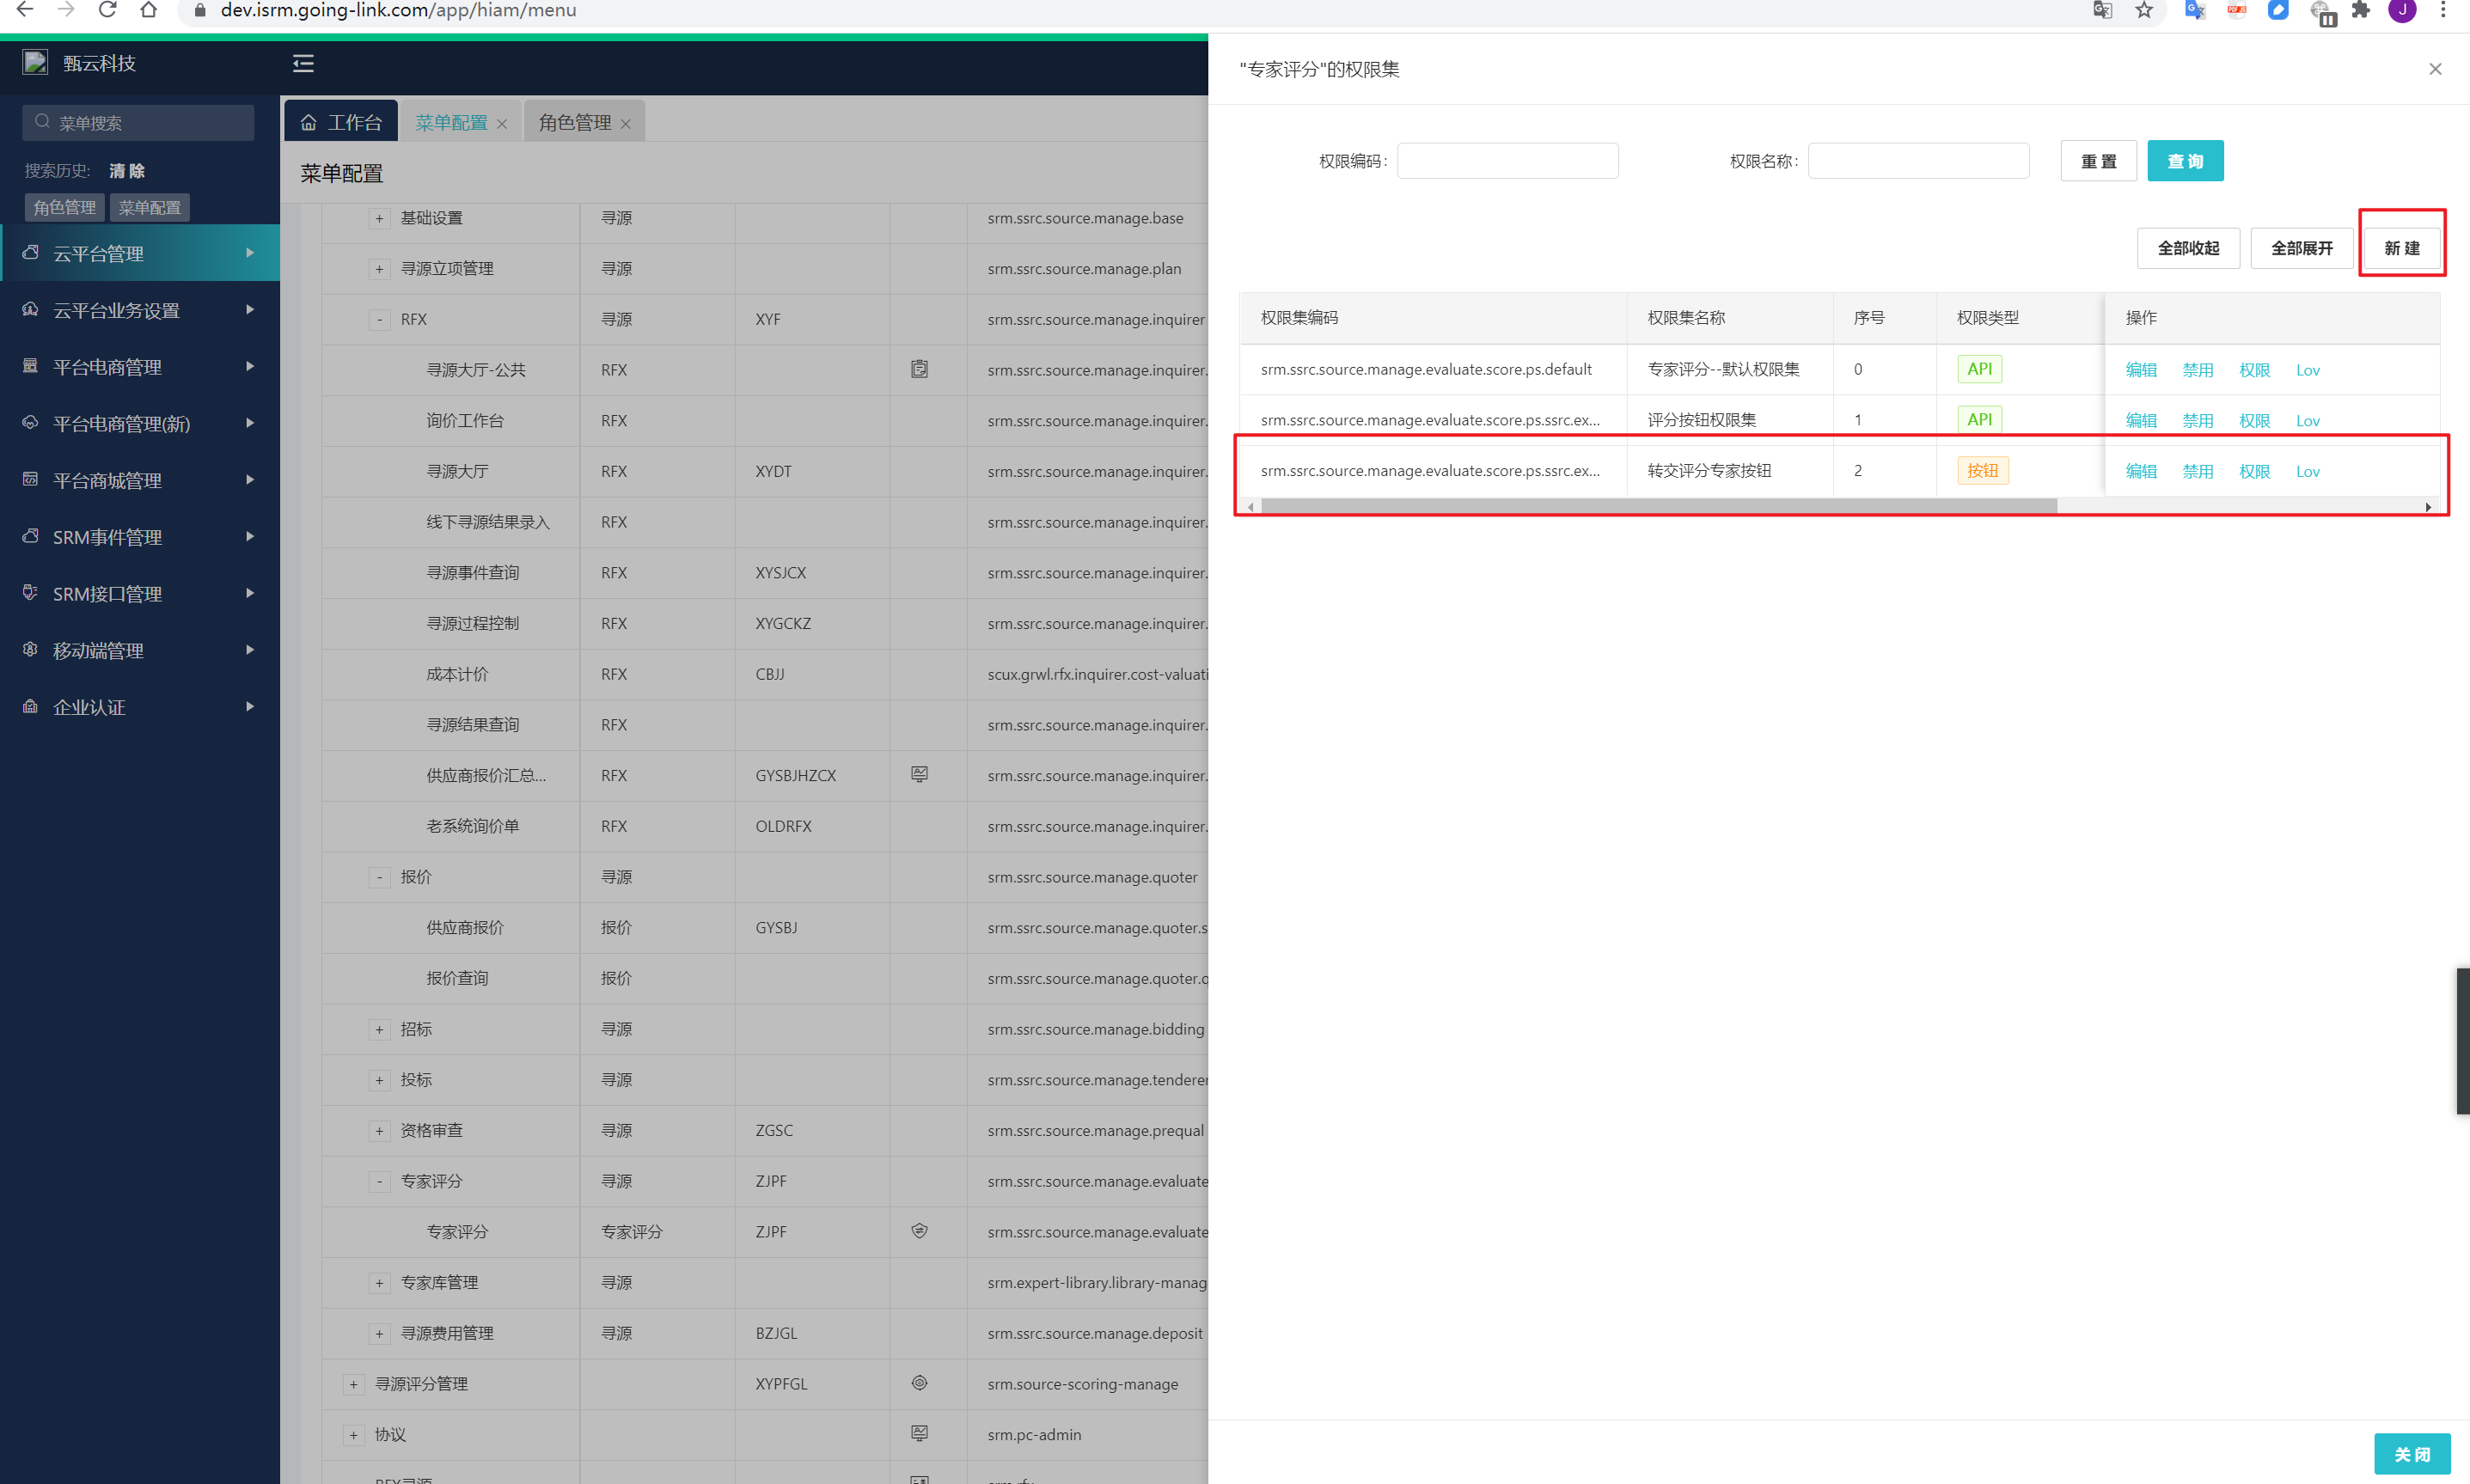 dev.isrm.going-link.com/app/hiam/menu
J
甄云科技
菜单搜索
搜索历史: 清 除
角色管理 菜单配置
云平台管理
云平台业务设置
平台电商管理
平台电商管理(新)
平台商城管理
SRM事件管理
SRM接口管理
移动端管理
企业认证
工作台 菜单配置 角色管理
菜单配置
+ 基础设置 寻源 srm.ssrc.source.manage.base
+ 寻源立项管理 寻源 srm.ssrc.source.manage.plan
- RFX 寻源 XYF srm.ssrc.source.manage.inquirer
寻源大厅-公共 RFX srm.ssrc.source.manage.inquirer.
询价工作台 RFX srm.ssrc.source.manage.inquirer.
寻源大厅 RFX XYDT srm.ssrc.source.manage.inquirer.
线下寻源结果录入 RFX srm.ssrc.source.manage.inquirer.
寻源事件查询 RFX XYSJCX srm.ssrc.source.manage.inquirer.
寻源过程控制 RFX XYGCKZ srm.ssrc.source.manage.inquirer.
成本计价 RFX CBJJ scux.grwl.rfx.inquirer.cost-valuati
寻源结果查询 RFX srm.ssrc.source.manage.inquirer.
供应商报价汇总... RFX GYSBJHZCX srm.ssrc.source.manage.inquirer.
老系统询价单 RFX OLDRFX srm.ssrc.source.manage.inquirer.
- 报价 寻源 srm.ssrc.source.manage.quoter
供应商报价 报价 GYSBJ srm.ssrc.source.manage.quoter.s
报价查询 报价 srm.ssrc.source.manage.quoter.q
+ 招标 寻源 srm.ssrc.source.manage.bidding
+ 投标 寻源 srm.ssrc.source.manage.tenderer
+ 资格审查 寻源 ZGSC srm.ssrc.source.manage.prequal
- 专家评分 寻源 ZJPF srm.ssrc.source.manage.evaluate
专家评分 专家评分 ZJPF srm.ssrc.source.manage.evaluate
+ 专家库管理 寻源 srm.expert-library.library-manag
+ 寻源费用管理 寻源 BZJGL srm.ssrc.source.manage.deposit
+ 寻源评分管理 XYPFGL srm.source-scoring-manage
+ 协议 srm.pc-admin
"专家评分"的权限集
权限编码: 权限名称: 重 置 查 询
全部收起 全部展开 新 建
权限集编码 权限集名称 序号 权限类型 操作
srm.ssrc.source.manage.evaluate.score.ps.default 专家评分--默认权限集 0 API 编辑 禁用 权限 Lov
srm.ssrc.source.manage.evaluate.score.ps.ssrc.ex... 评分按钮权限集 1 API 编辑 禁用 权限 Lov
srm.ssrc.source.manage.evaluate.score.ps.ssrc.ex... 转交评分专家按钮 2 按钮 编辑 禁用 权限 Lov
关 闭